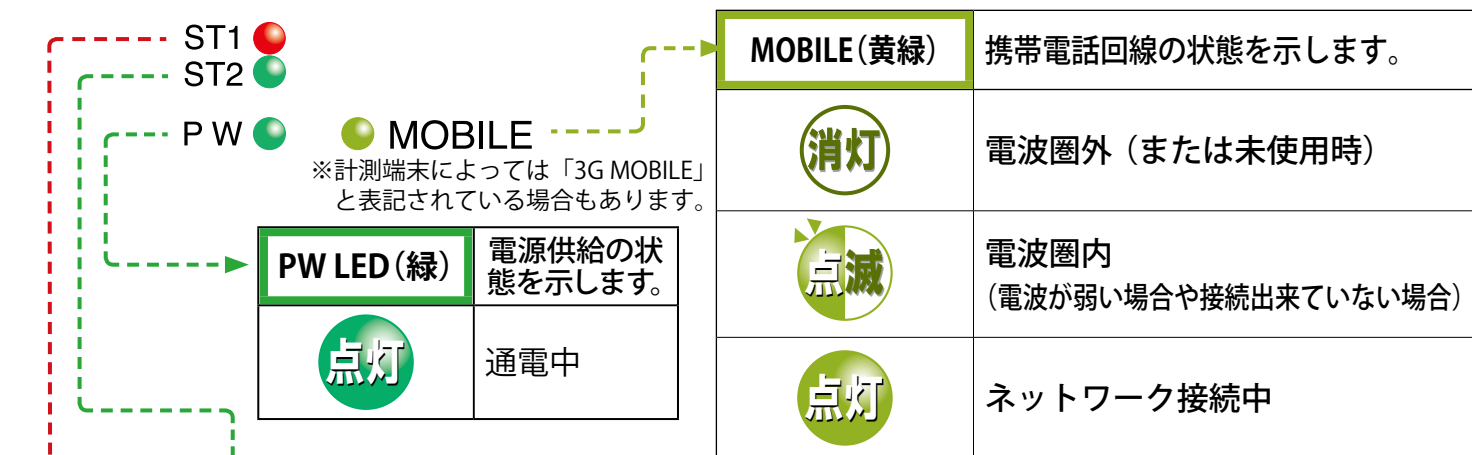 ST1
ST2
PW
MOBILE
※計測端末によっては「3G MOBILE」
と表記されている場合もあります。
PW LED（緑）
電源供給の状
態を示します。
点灯
通電中
MOBILE（黄緑）
携帯電話回線の状態を示します。
消灯
電波圏外（または未使用時）
点滅
電波圏内
（電波が弱い場合や接続出来ていない場合）
点灯
ネットワーク接続中